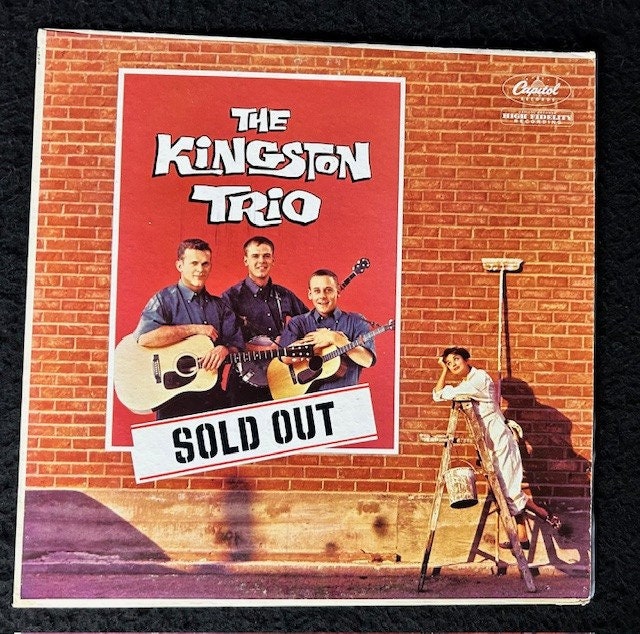 THE
KINGSTON
TRIO
SOLD OUT
Capitol
RECORDS
HIGH FIDELITY
RECORDING